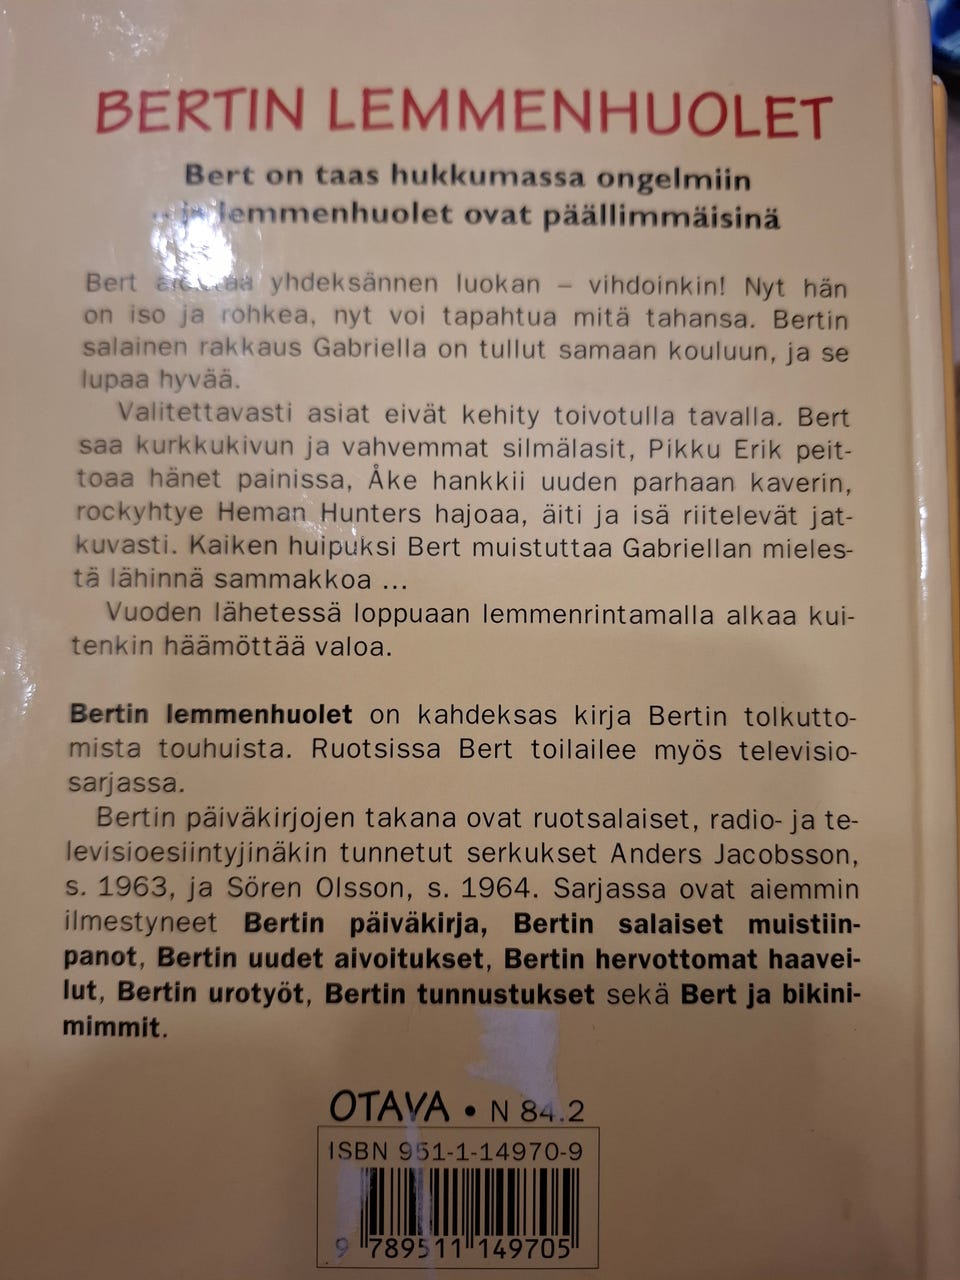 BERTIN LEMMENHUOLET
Bert on taas hukkumassa ongelmiin
– ja lemmenhuolet ovat päällimmäisinä
Bert aloittaa yhdeksännen luokan – vihdoinkin! Nyt hän
on iso ja rohkea, nyt voi tapahtua mitä tahansa. Bertin
salainen rakkaus Gabriella on tullut samaan kouluun, ja se
lupaa hyvää.
Valitettavasti asiat eivät kehity toivotulla tavalla. Bert
saa kurkkukivun ja vahvemmat silmälasit, Pikku Erik peit-
toaa hänet painissa, Åke hankkii uuden parhaan kaverin,
rockyhtye Heman Hunters hajoaa, äiti ja isä riitelevät jat-
kuvasti. Kaiken huipuksi Bert muistuttaa Gabriellan mieles-
tä lähinnä sammakkoa ...
Vuoden lähetessä loppuaan lemmenrintamalla alkaa kui-
tenkin häämöttää valoa.
Bertin lemmenhuolet on kahdeksas kirja Bertin tolkutto-
mista touhuista. Ruotsissa Bert toilailee myös televisio-
sarjassa.
Bertin päiväkirjojen takana ovat ruotsalaiset, radio- ja te-
levisioesiintyjinäkin tunnetut serkukset Anders Jacobsson,
s. 1963, ja Sören Olsson, s. 1964. Sarjassa ovat aiemmin
ilmestyneet Bertin päiväkirja, Bertin salaiset muistiin-
panot, Bertin uudet aivoitukset, Bertin hervottomat haavei-
lut, Bertin urotyöt, Bertin tunnustukset sekä Bert ja bikini-
mimmit.
OTAVA • N 84.2
ISBN 951-1-14970-9
9 789511 149705